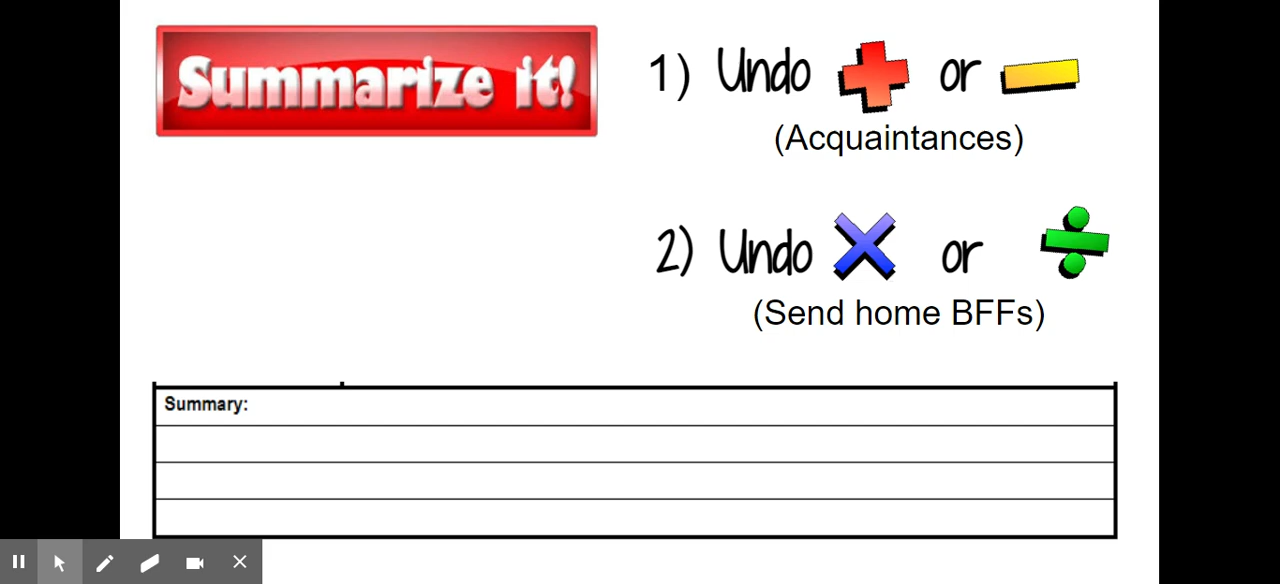 Summarize it!
1) Undo + or −
(Acquaintances)
2) Undo × or ÷
(Send home BFFs)
Summary: